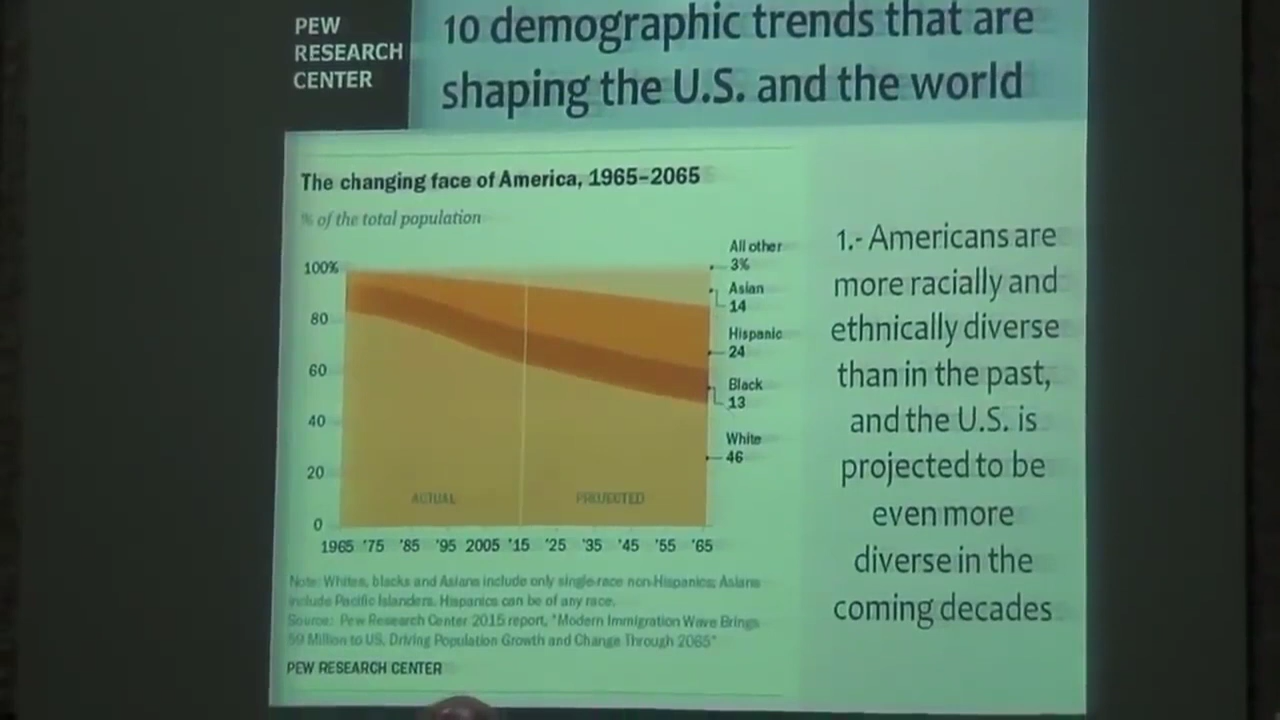 PEW
RESEARCH
CENTER
10 demographic trends that are
shaping the U.S. and the world
The changing face of America, 1965–2065
% of the total population
100%
80
60
40
20
0
ACTUAL
PROJECTED
1965 '75 '85 '95 2005 '15 '25 '35 '45 '55 '65
All other
3%
Asian
14
Hispanic
24
Black
13
White
46
Note: Whites, blacks and Asians include only single-race non-Hispanics; Asians
include Pacific Islanders. Hispanics can be of any race.
Source: Pew Research Center 2015 report, "Modern Immigration Wave Brings
59 Million to US, Driving Population Growth and Change Through 2065"
PEW RESEARCH CENTER
1.- Americans are
more racially and
ethnically diverse
than in the past,
and the U.S. is
projected to be
even more
diverse in the
coming decades